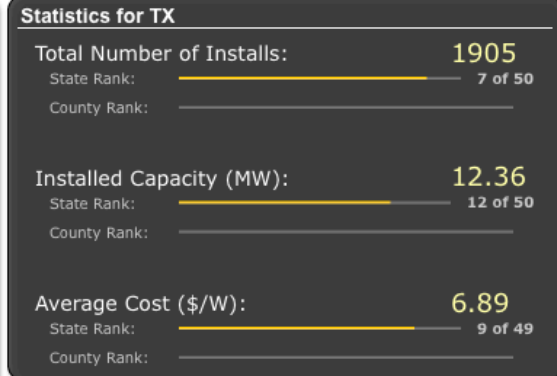 Statistics for TX
Total Number of Installs: 1905
State Rank: 7 of 50
County Rank:
Installed Capacity (MW): 12.36
State Rank: 12 of 50
County Rank:
Average Cost ($/W): 6.89
State Rank: 9 of 49
County Rank: